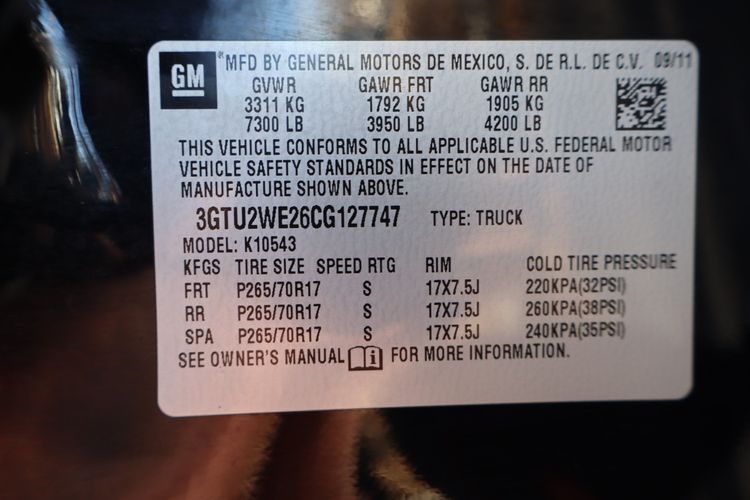 GM
MFD BY GENERAL MOTORS DE MEXICO, S. DE R.L. DE C.V. 09/11
GVWR GAWR FRT GAWR RR
3311 KG 1792 KG 1905 KG
7300 LB 3950 LB 4200 LB
THIS VEHICLE CONFORMS TO ALL APPLICABLE U.S. FEDERAL MOTOR
VEHICLE SAFETY STANDARDS IN EFFECT ON THE DATE OF
MANUFACTURE SHOWN ABOVE.
3GTU2WE26CG127747 TYPE: TRUCK
MODEL: K10543
KFGS TIRE SIZE SPEED RTG RIM COLD TIRE PRESSURE
FRT P265/70R17 S 17X7.5J 220KPA(32PSI)
RR P265/70R17 S 17X7.5J 260KPA(38PSI)
SPA P265/70R17 S 17X7.5J 240KPA(35PSI)
SEE OWNER'S MANUAL i FOR MORE INFORMATION.